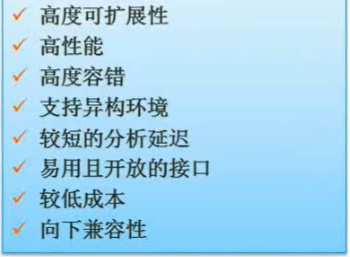 高度可扩展性
高性能
高度容错
支持异构环境
较短的分析延迟
易用且开放的接口
较低成本
向下兼容性